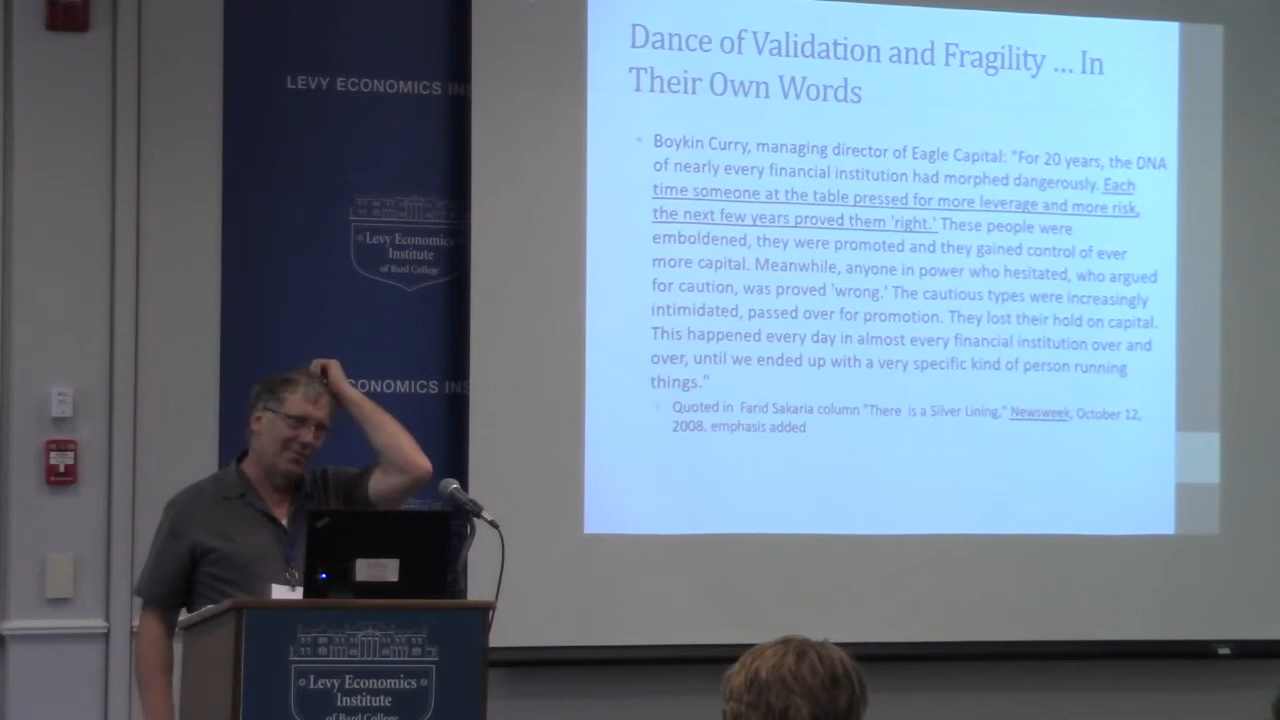 LEVY ECONOMICS INS
Levy Economics
Institute
of Bard College
CONOMICS INS
Levy Economics
Institute
of Bard College
Dance of Validation and Fragility ... In
Their Own Words
Boykin Curry, managing director of Eagle Capital: "For 20 years, the DNA
of nearly every financial institution had morphed dangerously. Each
time someone at the table pressed for more leverage and more risk,
the next few years proved them 'right.' These people were
emboldened, they were promoted and they gained control of ever
more capital. Meanwhile, anyone in power who hesitated, who argued
for caution, was proved 'wrong.' The cautious types were increasingly
intimidated, passed over for promotion. They lost their hold on capital.
This happened every day in almost every financial institution over and
over, until we ended up with a very specific kind of person running
things."
Quoted in Farid Sakaria column "There is a Silver Lining," Newsweek, October 12,
2008, emphasis added